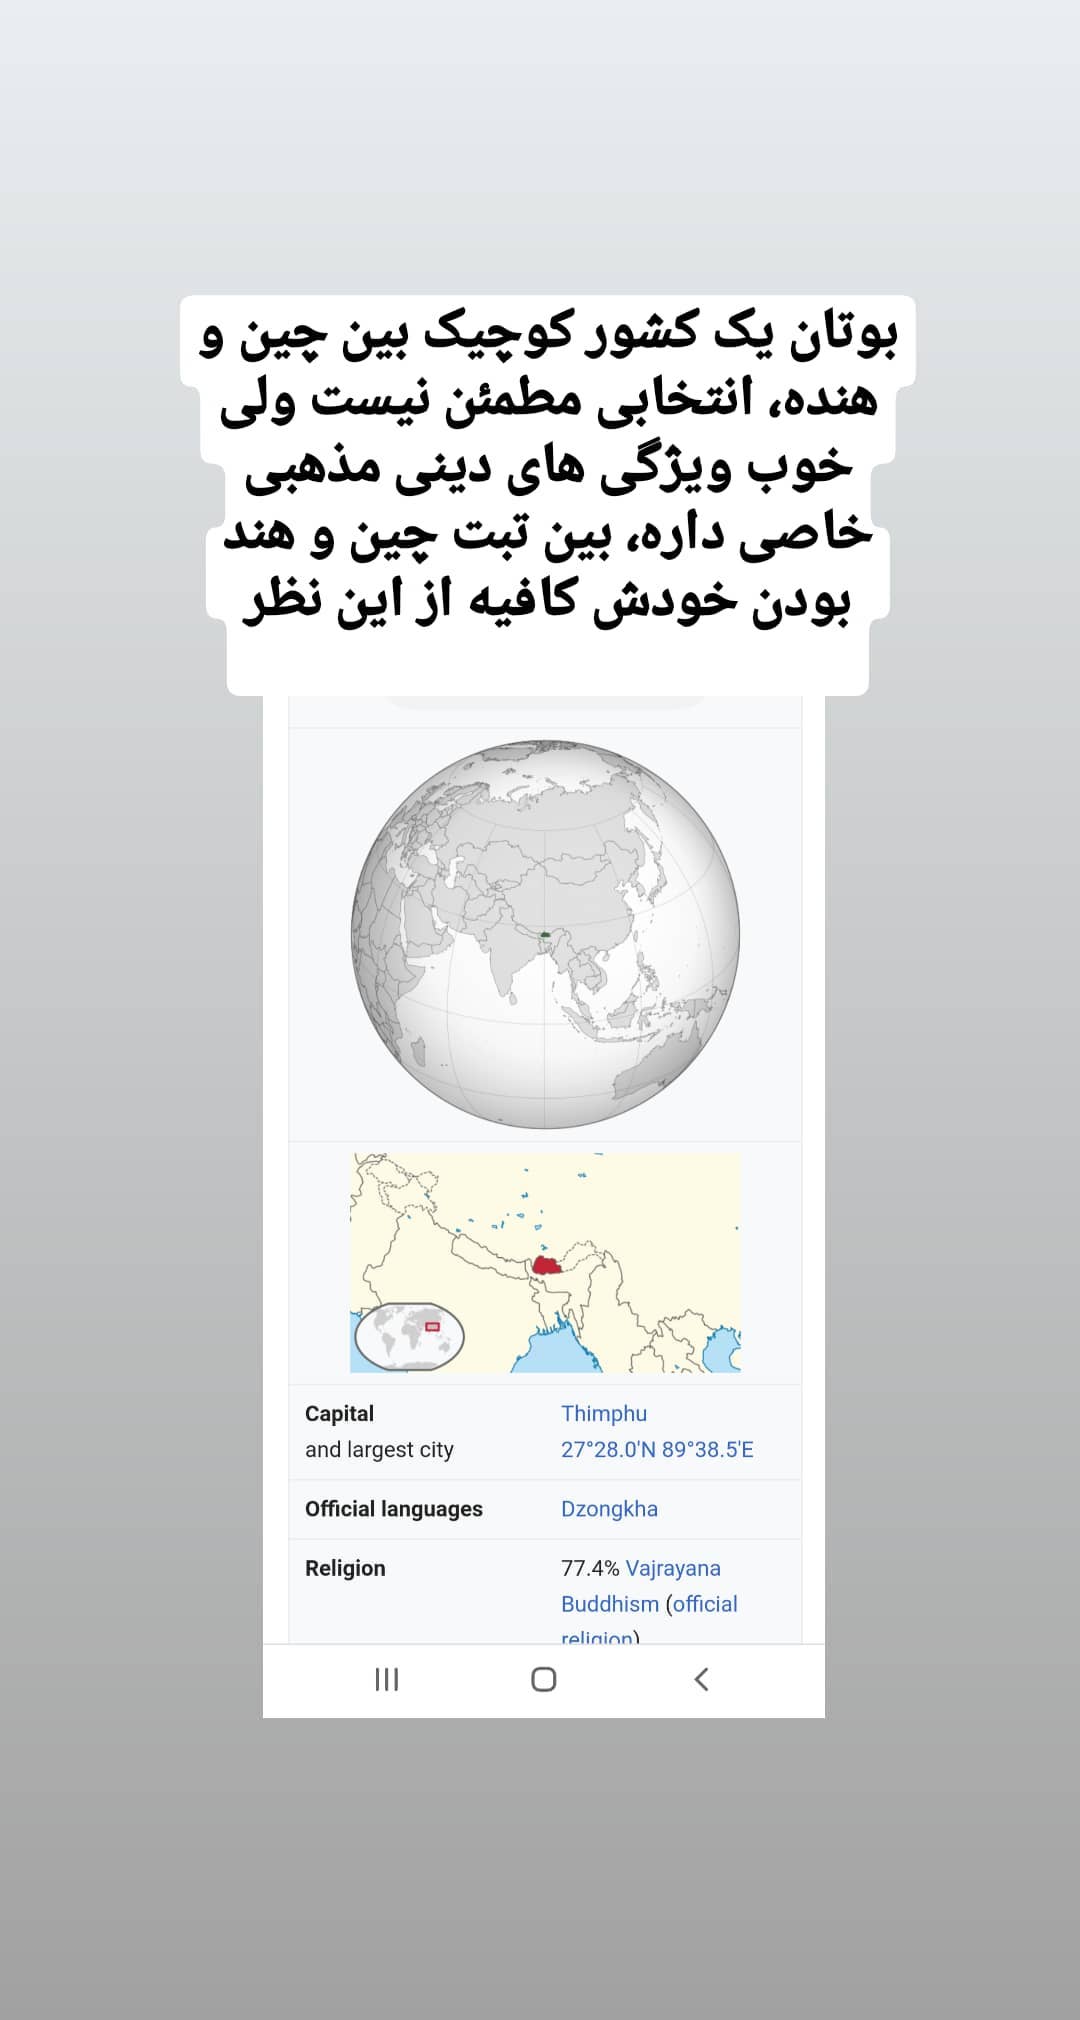 بوتان یک کشور کوچیک بین چین و
هنده، انتخابی مطمئن نیست ولی
خوب ویژگی های دینی مذهبی
خاصی داره، بین تبت چین و هند
بودن خودش کافیه از این نظر
Capital
and largest city
Thimphu
27°28.0'N 89°38.5'E
Official languages
Dzongkha
Religion
77.4% Vajrayana
Buddhism (official
religion)